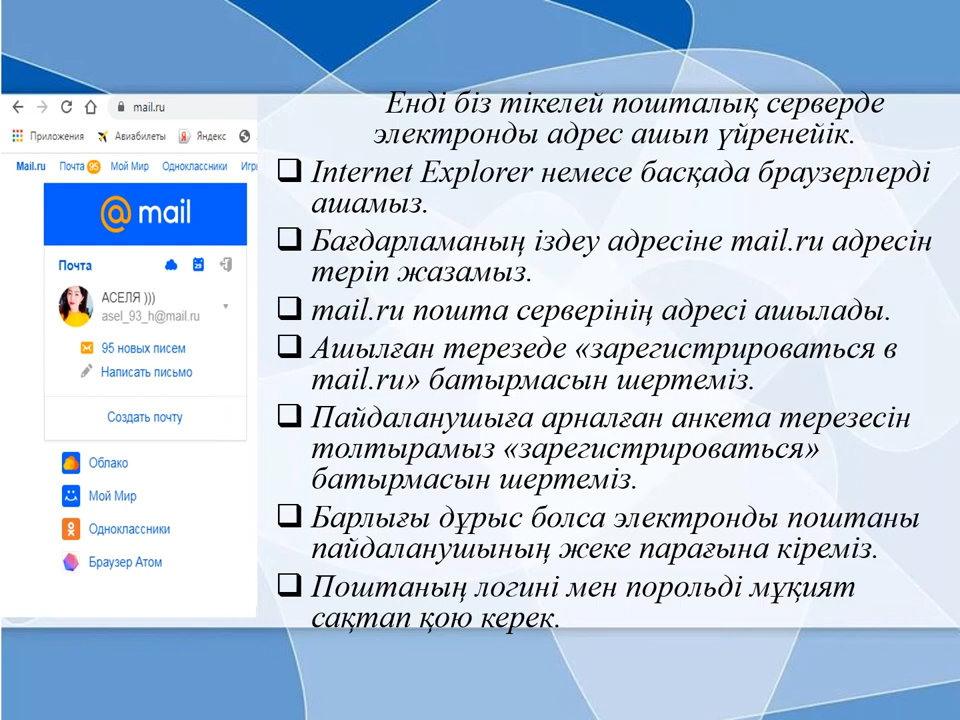 mail.ru
Приложения Авиабилеты Яндекс
Mail.ru Почта 95 Мой Мир Одноклассники Игры
@mail
Почта 29
АСЕЛЯ )))
asel_93_h@mail.ru
95 новых писем
Написать письмо
Создать почту
Облако
Мой Мир
Одноклассники
Браузер Атом
Енді біз тікелей пошталық серверде
электронды адрес ашып үйренейік.
Internet Explorer немесе басқада браузерлерді
ашамыз.
Бағдарламаның іздеу адресіне mail.ru адресін
теріп жазамыз.
mail.ru пошта серверінің адресі ашылады.
Ашылған терезеде «зарегистрироваться в
mail.ru» батырмасын шертеміз.
Пайдаланушыға арналған анкета терезесін
толтырамыз «зарегистрироваться»
батырмасын шертеміз.
Барлығы дұрыс болса электронды поштаны
пайдаланушының жеке парағына кіреміз.
Поштаның логині мен порольді мұқият
сақтап қою керек.